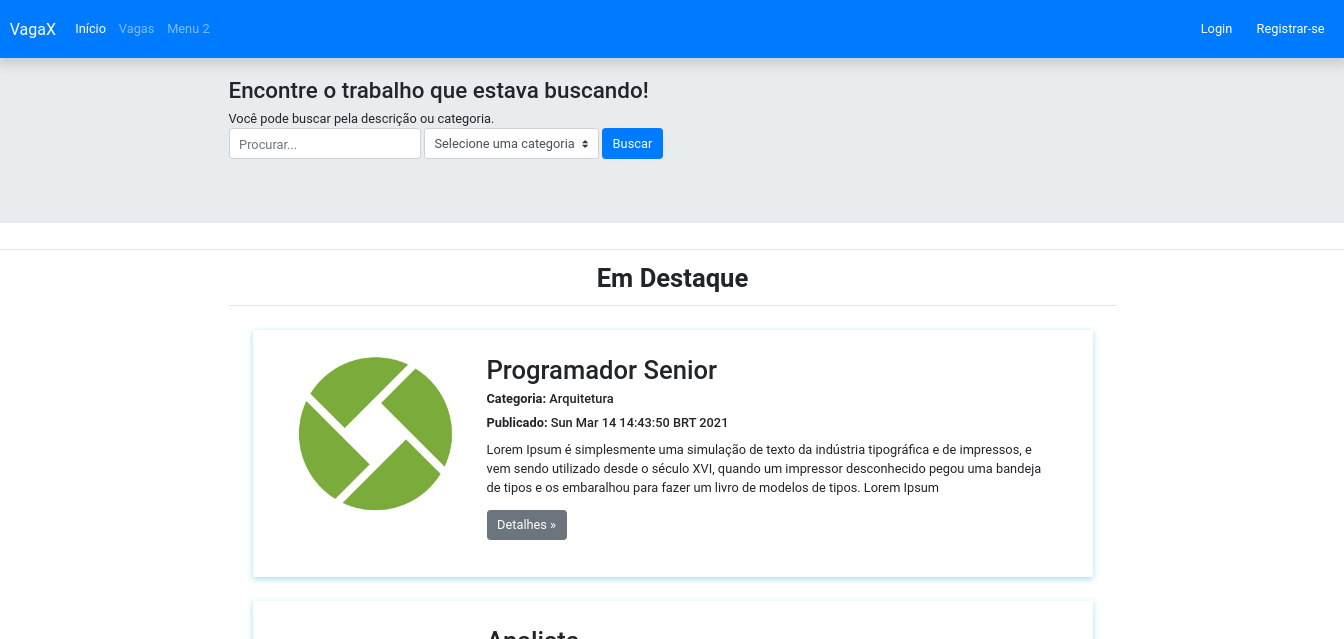 VagaX Início Vagas Menu 2 Login Registrar-se
Encontre o trabalho que estava buscando!
Você pode buscar pela descrição ou categoria.
Procurar... Selecione uma categoria Buscar
Em Destaque
Programador Senior
Categoria: Arquitetura
Publicado: Sun Mar 14 14:43:50 BRT 2021
Lorem Ipsum é simplesmente uma simulação de texto da indústria tipográfica e de impressos, e
vem sendo utilizado desde o século XVI, quando um impressor desconhecido pegou uma bandeja
de tipos e os embaralhou para fazer um livro de modelos de tipos. Lorem Ipsum
Detalhes »
Analista